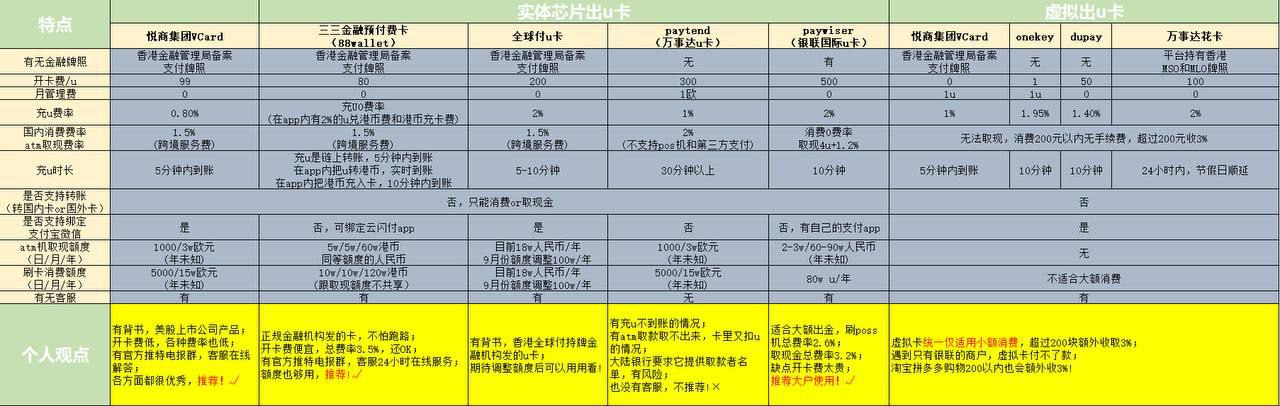 特点
实体芯片出u卡
虚拟出u卡
悦商集团VCard
三三金融预付费卡
(88wallet)
全球付u卡
paytend
(万事达u卡)
paywiser
(银联国际u卡)
悦商集团VCard
onekey
dupay
万事达花卡
有无金融牌照
香港金融管理局备案
支付牌照
香港金融管理局备案
支付牌照
香港金融管理局备案
支付牌照
无
有
香港金融管理局备案
支付牌照
无
无
平台持有香港
MSO和MLO牌照
开卡费/u
99
80
200
300
500
0
1
50
100
月管理费
0
0
0
1欧
0
1u
1u
0
0
充u费率
0.80%
充U0费率
(在app内有2%的u兑港币费和港币充卡费)
2%
1%
2%
1%
1.95%
1.40%
2%
国内消费费率
atm取现费率
1.5%
(跨境服务费)
1.5%
(跨境服务费)
1.5%
(跨境服务费)
2%
(不支持pos机和第三方支付)
消费0费率
取现4u+1.2%
无法取现，消费200元以内无手续费，超过200元收3%
充u时长
5分钟内到账
充u是链上转账，5分钟内到账
在app内把u转港币，实时到账
在app内把港币充入卡，10分钟内到账
5-10分钟
30分钟以上
10分钟
5分钟内到账
10分钟
10分钟
24小时内，节假日顺延
是否支持转账
(转国内卡or国外卡)
否，只能消费or取现金
否
是否支持绑定
支付宝微信
是
否，可绑定云闪付app
是
是
否，有自己的支付app
是
atm机取现额度
(日/月/年)
1000/3w欧元
(年未知)
5w/5w/60w港币
同等额度的人民币
目前18w人民币/年
9月份额度调整100w/年
1000/3w欧元
(年未知)
2-3w/60-90w人民币
(年未知)
无
刷卡消费额度
(日/月/年)
5000/15w欧元
(年未知)
10w/10w/120w港币
(跟取现额度不共享)
目前18w人民币/年
9月份额度调整100w/年
5000/15w欧元
(年未知)
80w u/年
不适合大额消费
有无客服
有
有
有
无
有
有
个人观点
有背书，美股上市公司产品；
开卡费低，各种费率也低；
有官方推特电报群，客服在线
解答；
各方面都很优秀，推荐！√
正规金融机构发的卡，不怕跑路；
开卡费便宜，总费率3.5%，还OK；
有官方推特电报群，客服24小时在线服务；
额度也够用，推荐！√
有背书，香港全球付持牌金
融机构发的u卡；
期待调整额度后可以用用看！
有充u不到账的情况；
有atm取款取不出来，卡里又扣u
的情况；
大陆银行要求它提供取款者名
单，有风险；
也没有客服，不推荐！×
适合大额出金，刷poss
机总费率2.6%；
取现金总费率3.2%；
缺点开卡费太贵；
推荐大户使用！√
虚拟卡统一仅适用小额消费，超过200块额外收取3%；
遇到只有银联的商户，虚拟卡付不了款；
淘宝拼多多购物200以内也会额外收3%！